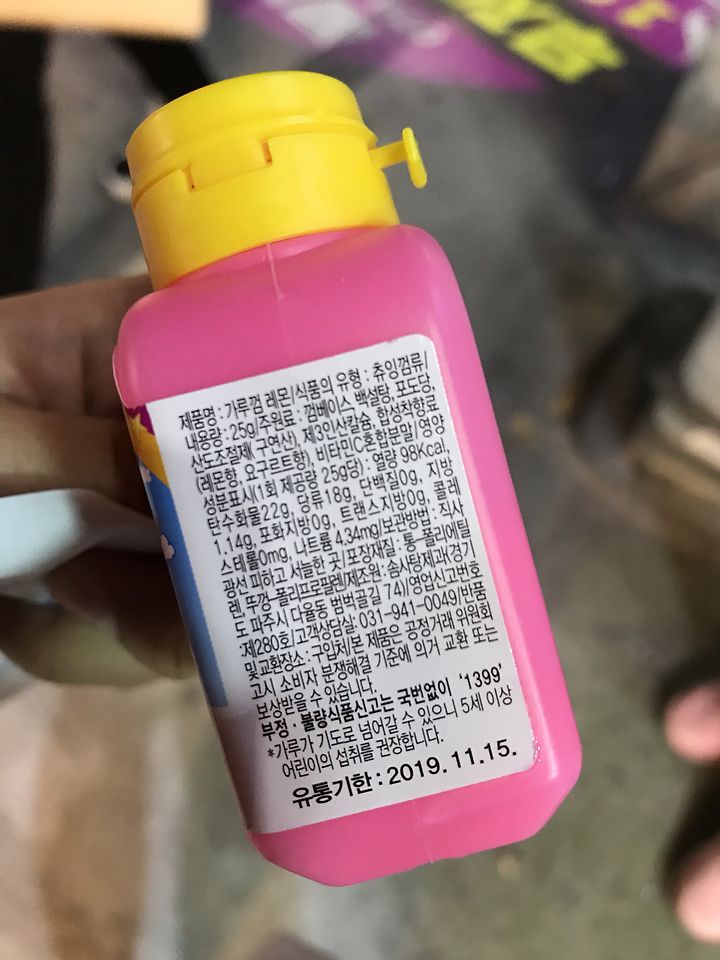 제품명 : 가루껌 레몬/식품의 유형 : 츄잉껌류/
내용량 : 25g/주원료 : 껌베이스 백설탕, 포도당,
산도조절제( 구연산), 제3인산칼슘, 합성착향료
(레몬향, 요구르트향), 비타민C혼합분말/영양
성분표시(1회 제공량 25g당) : 열량 98Kcal,
탄수화물22g, 당류18g, 단백질0g, 지방
1.14g, 포화지방0g, 트랜스지방0g, 콜레
스테롤0mg, 나트륨 4.34mg/보관방법 : 직사
광선 피하고 서늘한 곳/포장재질 : 통-폴리에틸
렌, 뚜껑-폴리프로필렌/제조원 : 솜사탕제과(경기
도 파주시 다율동 범벅골길 74)/영업신고번호
:제280호/고객상담실: 031-941-0049/반품
및 교환장소 : 구입처/본 제품은 공정거래 위원회
고시 소비자 분쟁해결 기준에 의거 교환 또는
보상받을 수 있습니다.
부정·불량식품신고는 국번없이 '1399'
*가루가 기도로 넘어갈 수 있으니 5세 이상
어린이의 섭취를 권장합니다.
유통기한 : 2019.11.15.